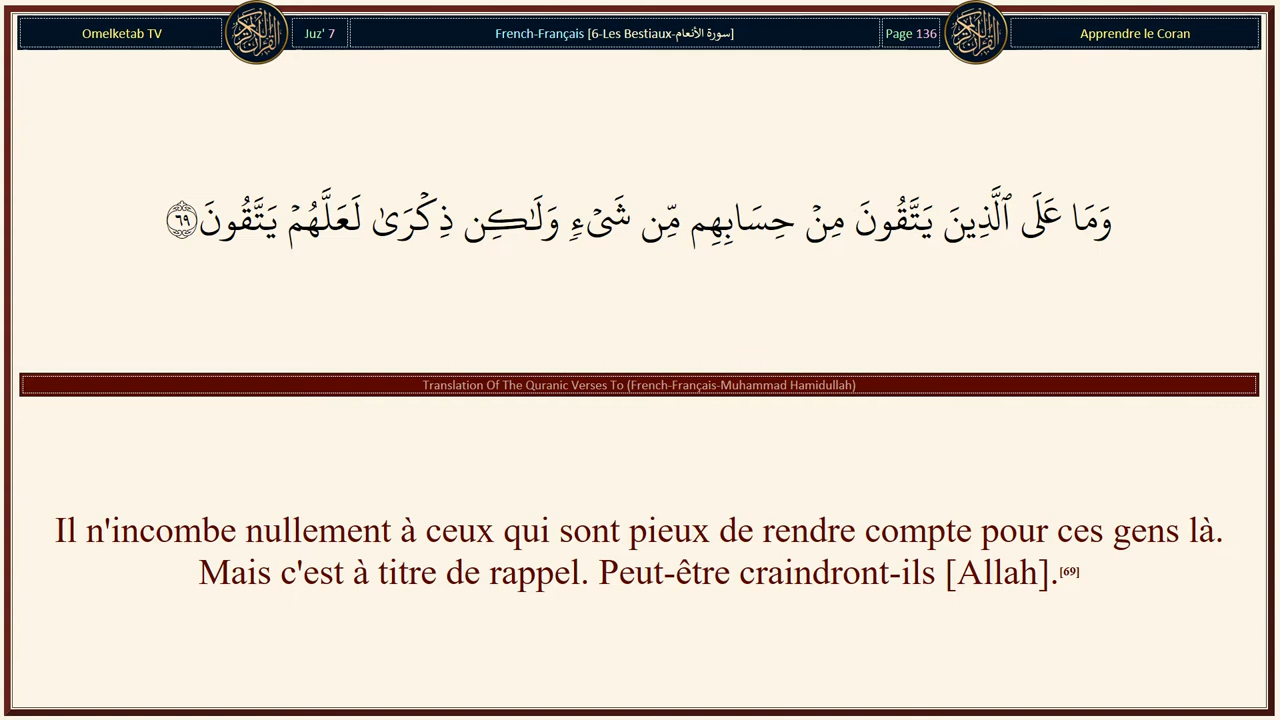 Omelketab TV
Juz' 7
French-Français [6-Les Bestiaux-سورة الأنعام]
Page 136
Apprendre le Coran
وَمَا عَلَى ٱلَّذِينَ يَتَّقُونَ مِنۡ حِسَابِهِم مِّن شَيۡءٖ وَلَٰكِن ذِكۡرَىٰ لَعَلَّهُمۡ يَتَّقُونَ ٦٩
Translation Of The Quranic Verses To (French-Français-Muhammad Hamidullah)
Il n'incombe nullement à ceux qui sont pieux de rendre compte pour ces gens là.
Mais c'est à titre de rappel. Peut-être craindront-ils [Allah].[69]